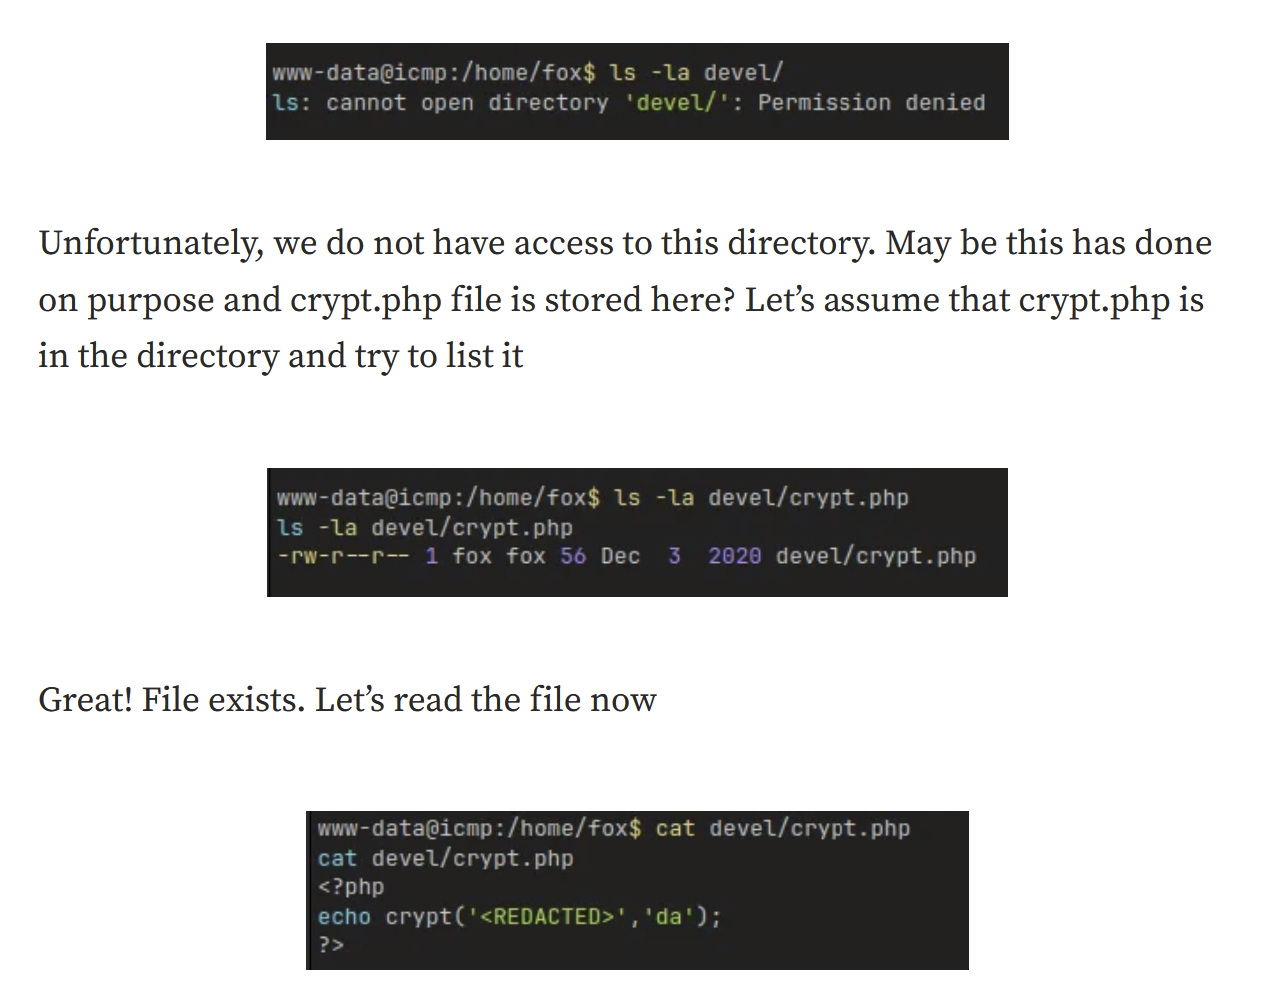 www-data@icmp:/home/fox$ ls -la devel/
ls: cannot open directory 'devel/': Permission denied
Unfortunately, we do not have access to this directory. May be this has done
on purpose and crypt.php file is stored here? Let’s assume that crypt.php is
in the directory and try to list it
www-data@icmp:/home/fox$ ls -la devel/crypt.php
ls -la devel/crypt.php
-rw-r--r-- 1 fox fox 56 Dec  3  2020 devel/crypt.php
Great! File exists. Let’s read the file now
www-data@icmp:/home/fox$ cat devel/crypt.php
cat devel/crypt.php
<?php
echo crypt('<REDACTED>','da');
?>